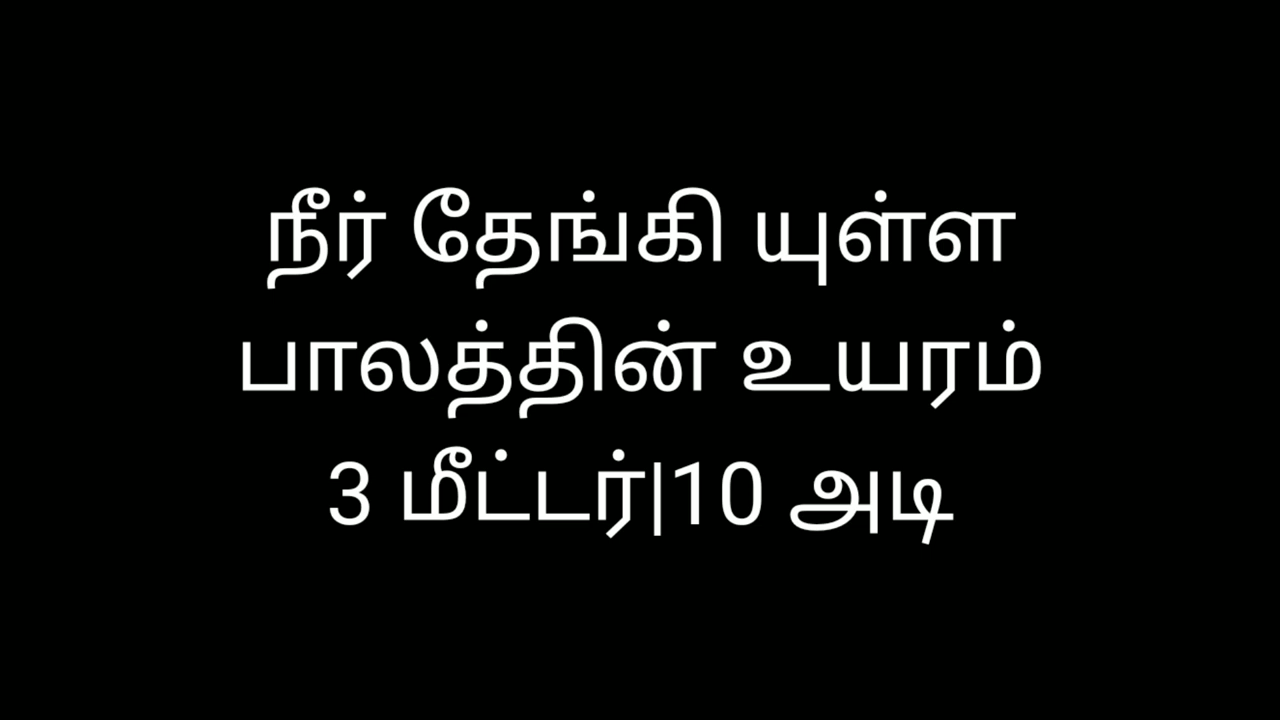 நீர் தேங்கி யுள்ள
பாலத்தின் உயரம்
3 மீட்டர்|10 அடி